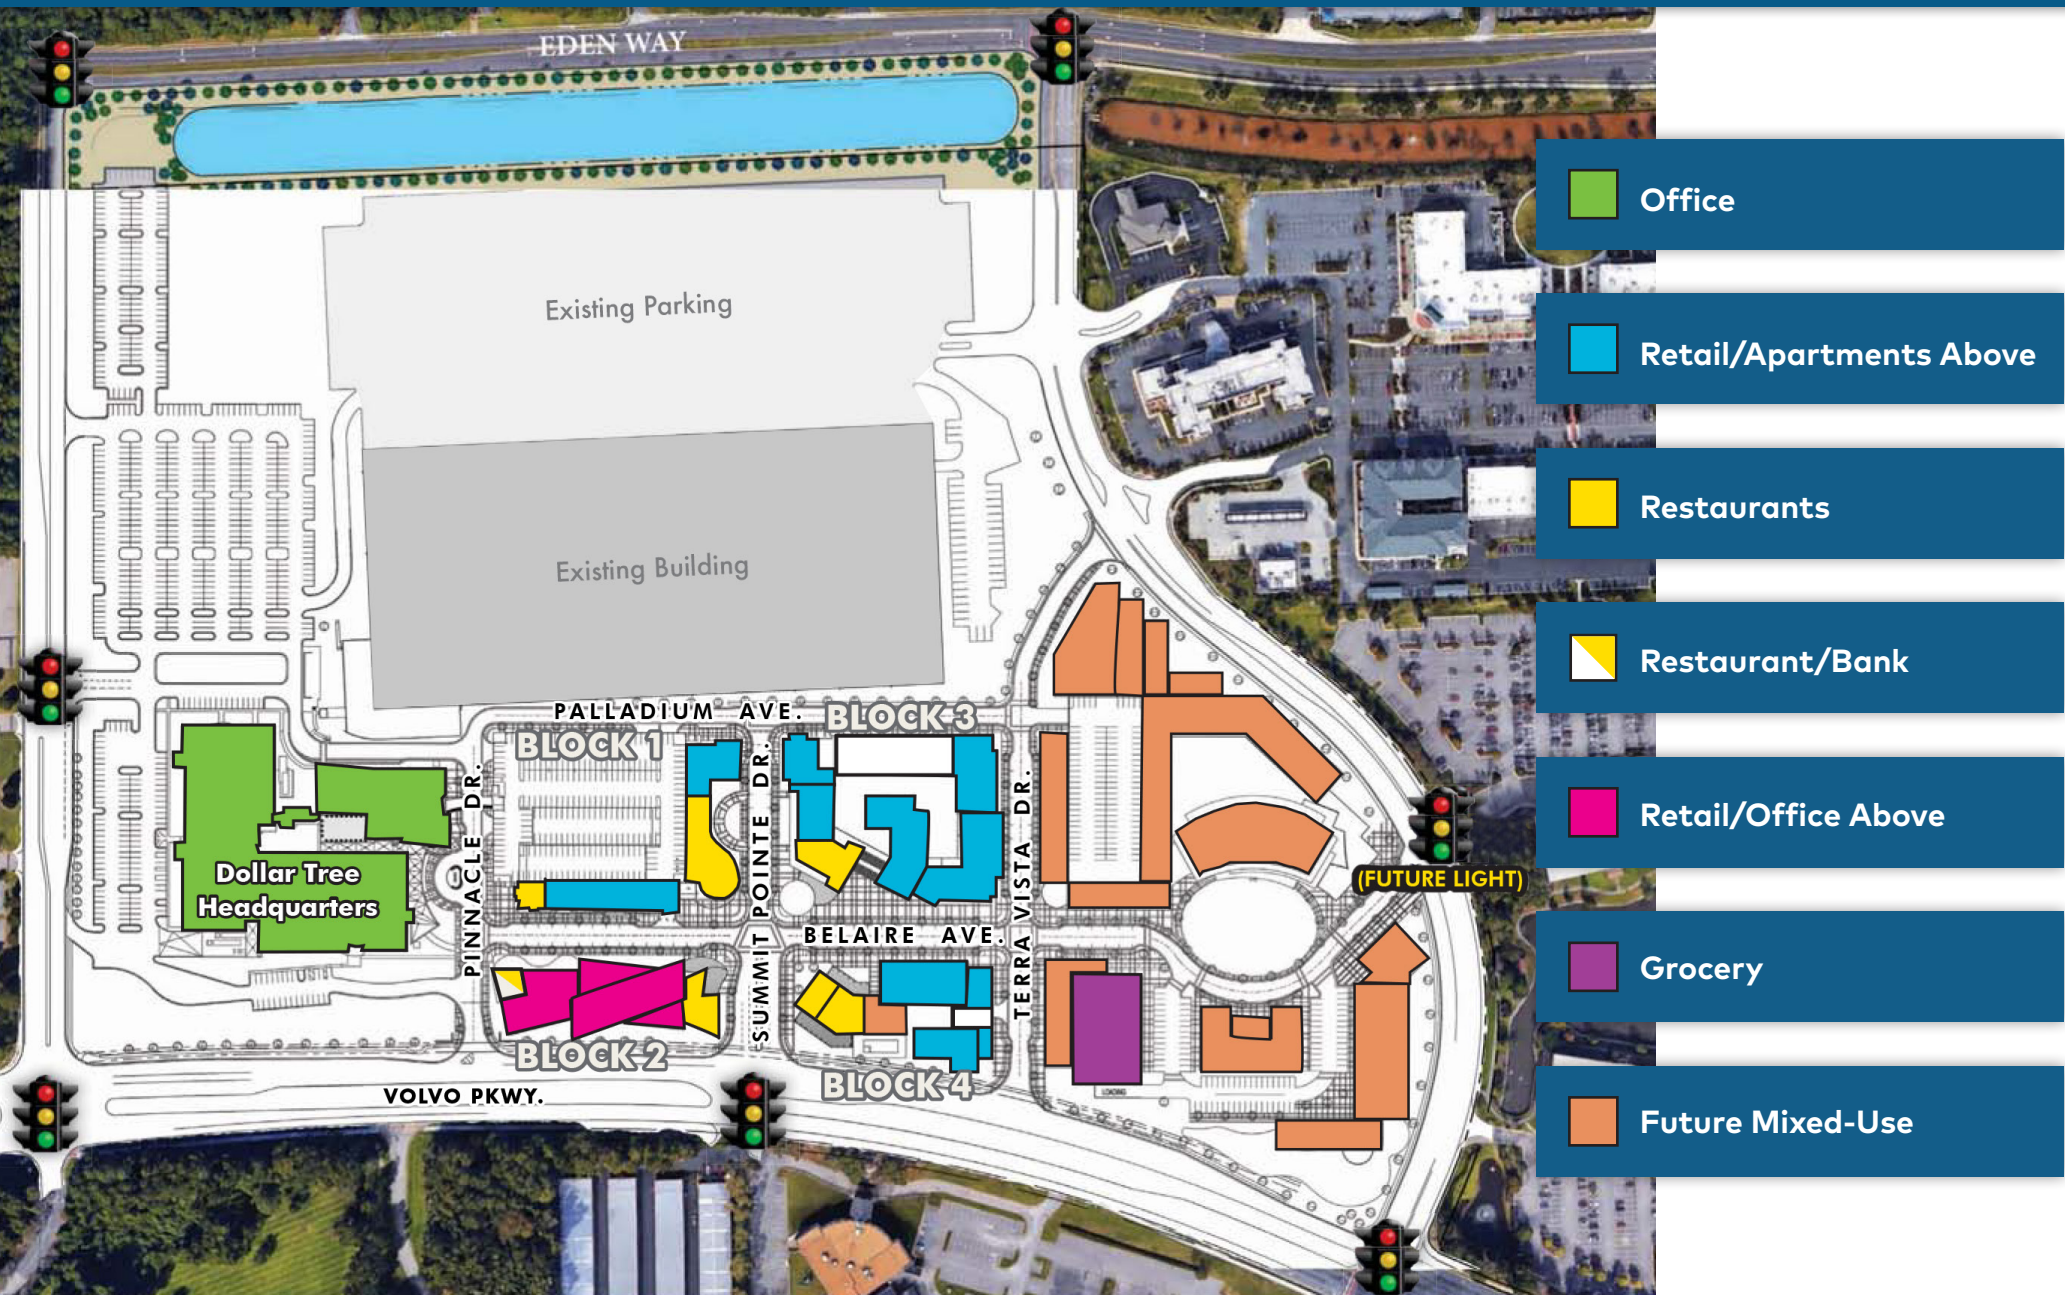 EDEN WAY
Existing Parking
Existing Building
PALLADIUM AVE.
BLOCK 1
BLOCK 3
PINNACLE DR.
SUMMIT POINTE DR.
TERRA VISTA DR.
Dollar Tree
Headquarters
BELAIRE AVE.
BLOCK 2
BLOCK 4
VOLVO PKWY.
(FUTURE LIGHT)
LOADING
Office
Retail/Apartments Above
Restaurants
Restaurant/Bank
Retail/Office Above
Grocery
Future Mixed-Use